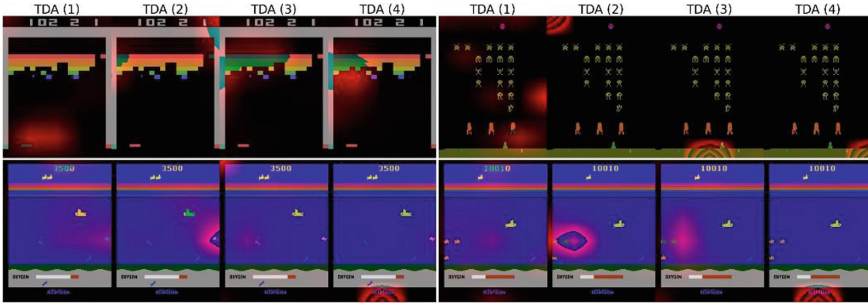 TDA (1) TDA (2) TDA (3) TDA (4) TDA (1) TDA (2) TDA (3) TDA (4)
102 2 1 102 2 1 102 2 1 102 2 1
3500 3500 3500 3500 10010 10010 10010 10010
OXYGEN OXYGEN OXYGEN OXYGEN OXYGEN OXYGEN OXYGEN OXYGEN